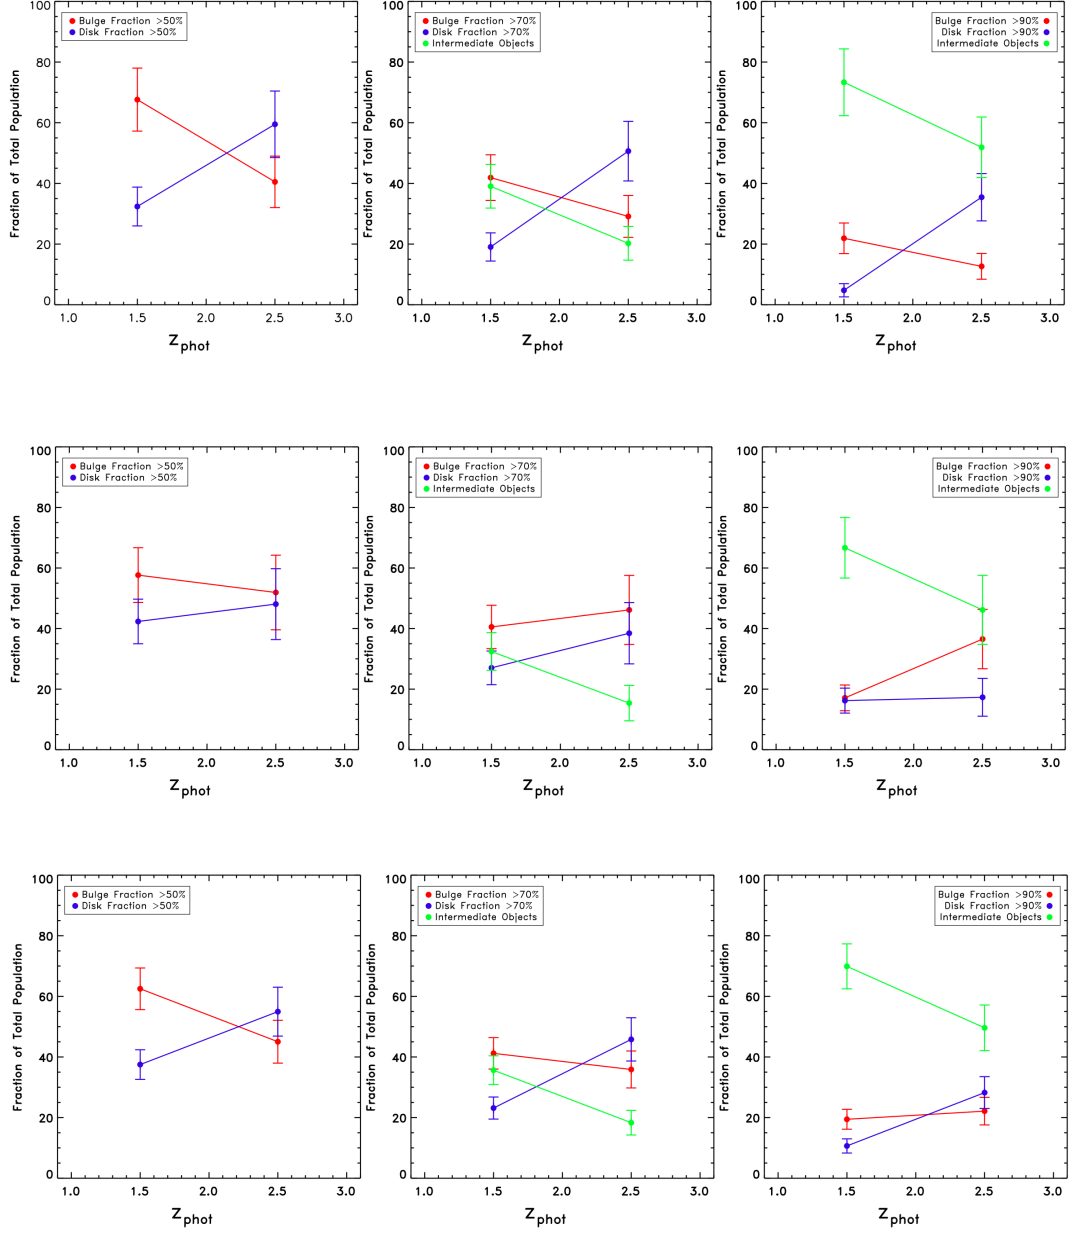 100
80
60
40
20
0
Fraction of Total Population
Bulge Fraction >50%
Disk Fraction >50%
1.0 1.5 2.0 2.5 3.0
zphot
100
80
60
40
20
0
Fraction of Total Population
Bulge Fraction >70%
Disk Fraction >70%
Intermediate Objects
1.0 1.5 2.0 2.5 3.0
zphot
100
80
60
40
20
0
Fraction of Total Population
Bulge Fraction >90%
Disk Fraction >90%
Intermediate Objects
1.0 1.5 2.0 2.5 3.0
zphot
100
80
60
40
20
0
Fraction of Total Population
Bulge Fraction >50%
Disk Fraction >50%
1.0 1.5 2.0 2.5 3.0
zphot
100
80
60
40
20
0
Fraction of Total Population
Bulge Fraction >70%
Disk Fraction >70%
Intermediate Objects
1.0 1.5 2.0 2.5 3.0
zphot
100
80
60
40
20
0
Fraction of Total Population
Bulge Fraction >90%
Disk Fraction >90%
Intermediate Objects
1.0 1.5 2.0 2.5 3.0
zphot
100
80
60
40
20
0
Fraction of Total Population
Bulge Fraction >50%
Disk Fraction >50%
1.0 1.5 2.0 2.5 3.0
zphot
100
80
60
40
20
0
Fraction of Total Population
Bulge Fraction >70%
Disk Fraction >70%
Intermediate Objects
1.0 1.5 2.0 2.5 3.0
zphot
100
80
60
40
20
0
Fraction of Total Population
Bulge Fraction >90%
Disk Fraction >90%
Intermediate Objects
1.0 1.5 2.0 2.5 3.0
zphot